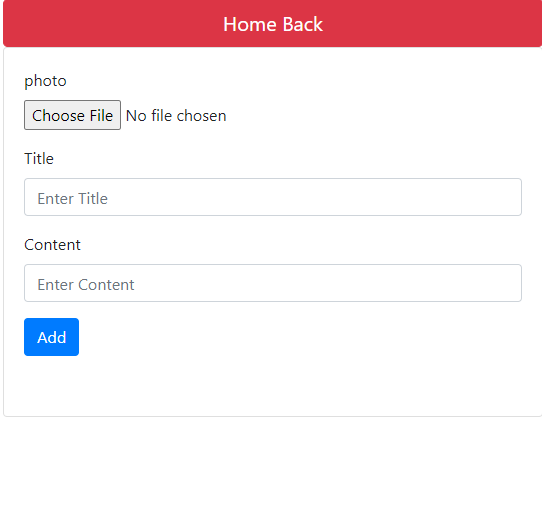 Home Back
photo
Choose File No file chosen
Title
Enter Title
Content
Enter Content
Add